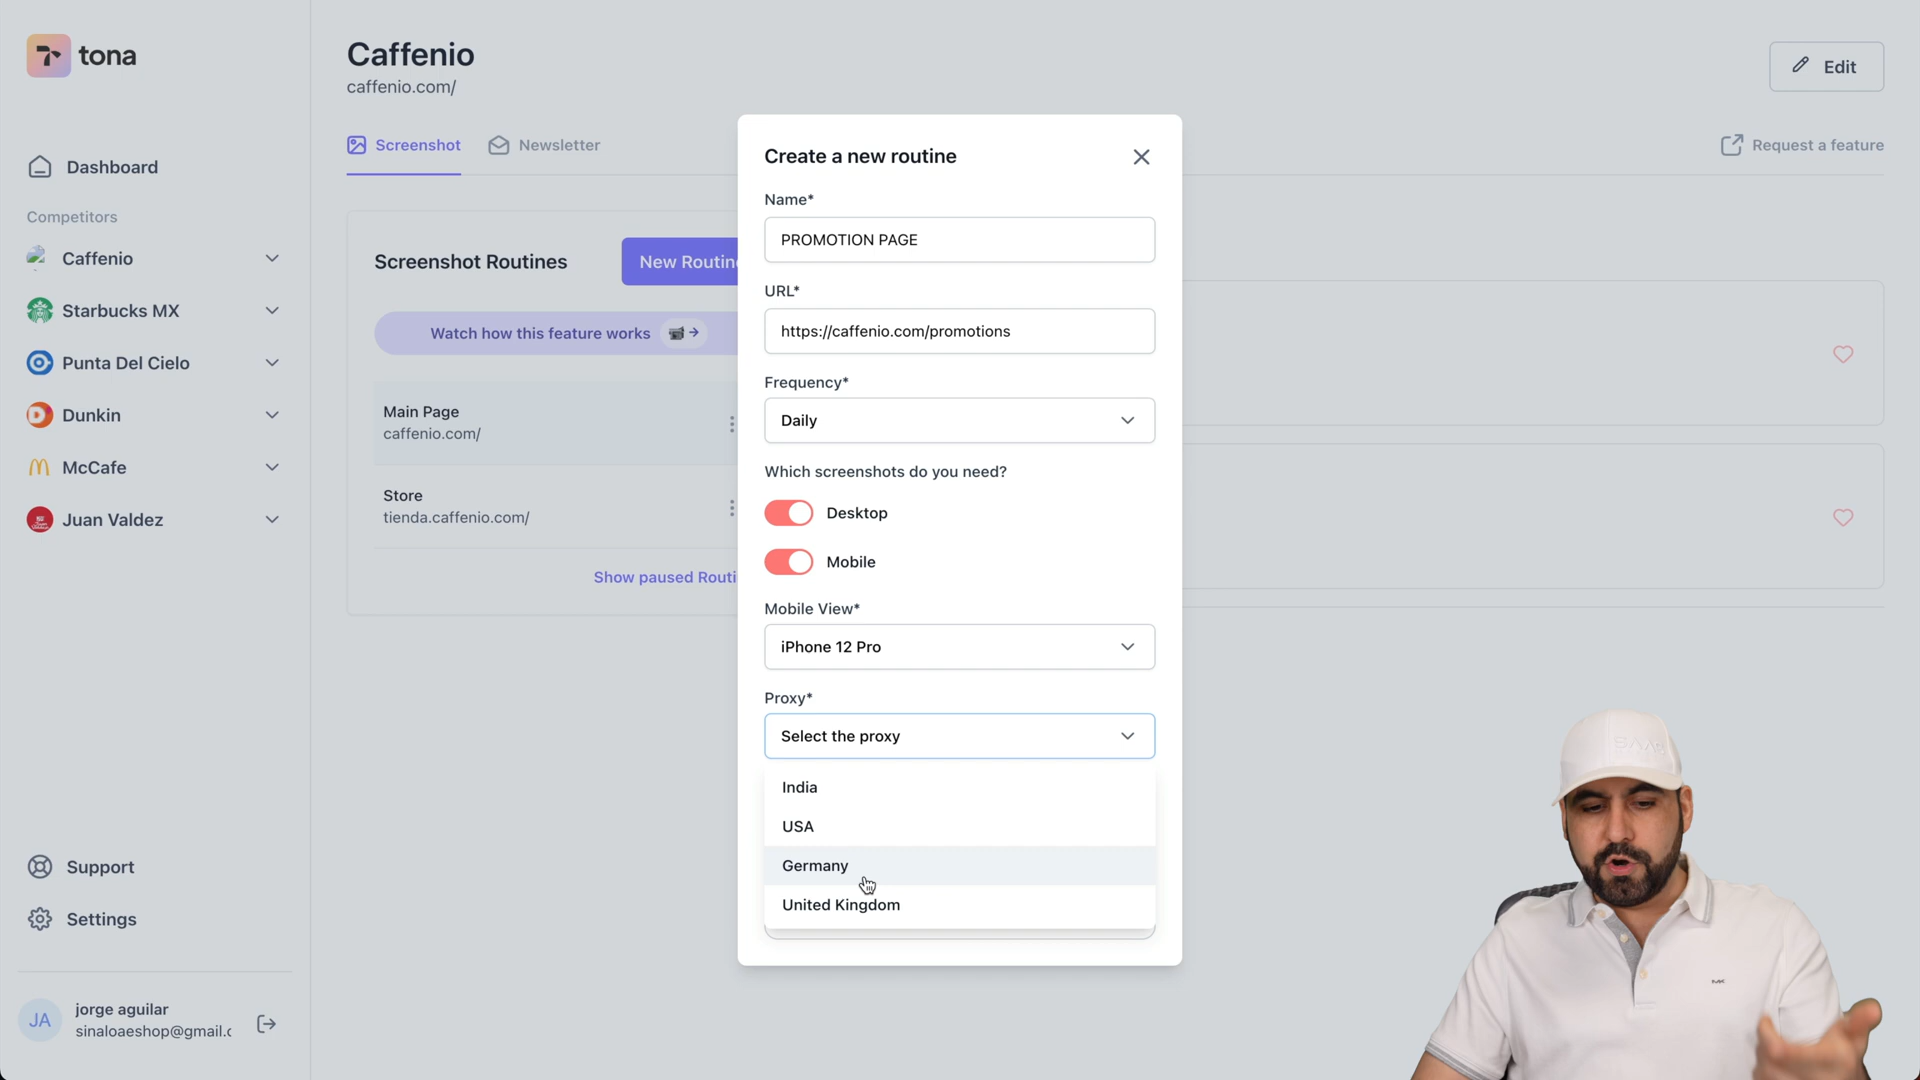 tona
Caffenio
caffenio.com/
Edit
Screenshot
Newsletter
Request a feature
Dashboard
Competitors
Caffenio
Starbucks MX
Punta Del Cielo
Dunkin
McCafe
Juan Valdez
Support
Settings
JA
jorge aguilar
sinaloaeshop@gmail.c
Screenshot Routines
New Routin
Watch how this feature works
Main Page
caffenio.com/
Store
tienda.caffenio.com/
Show paused Routi
Create a new routine
Name*
PROMOTION PAGE
URL*
https://caffenio.com/promotions
Frequency*
Daily
Which screenshots do you need?
Desktop
Mobile
Mobile View*
iPhone 12 Pro
Proxy*
Select the proxy
India
USA
Germany
United Kingdom
SAAS
MK